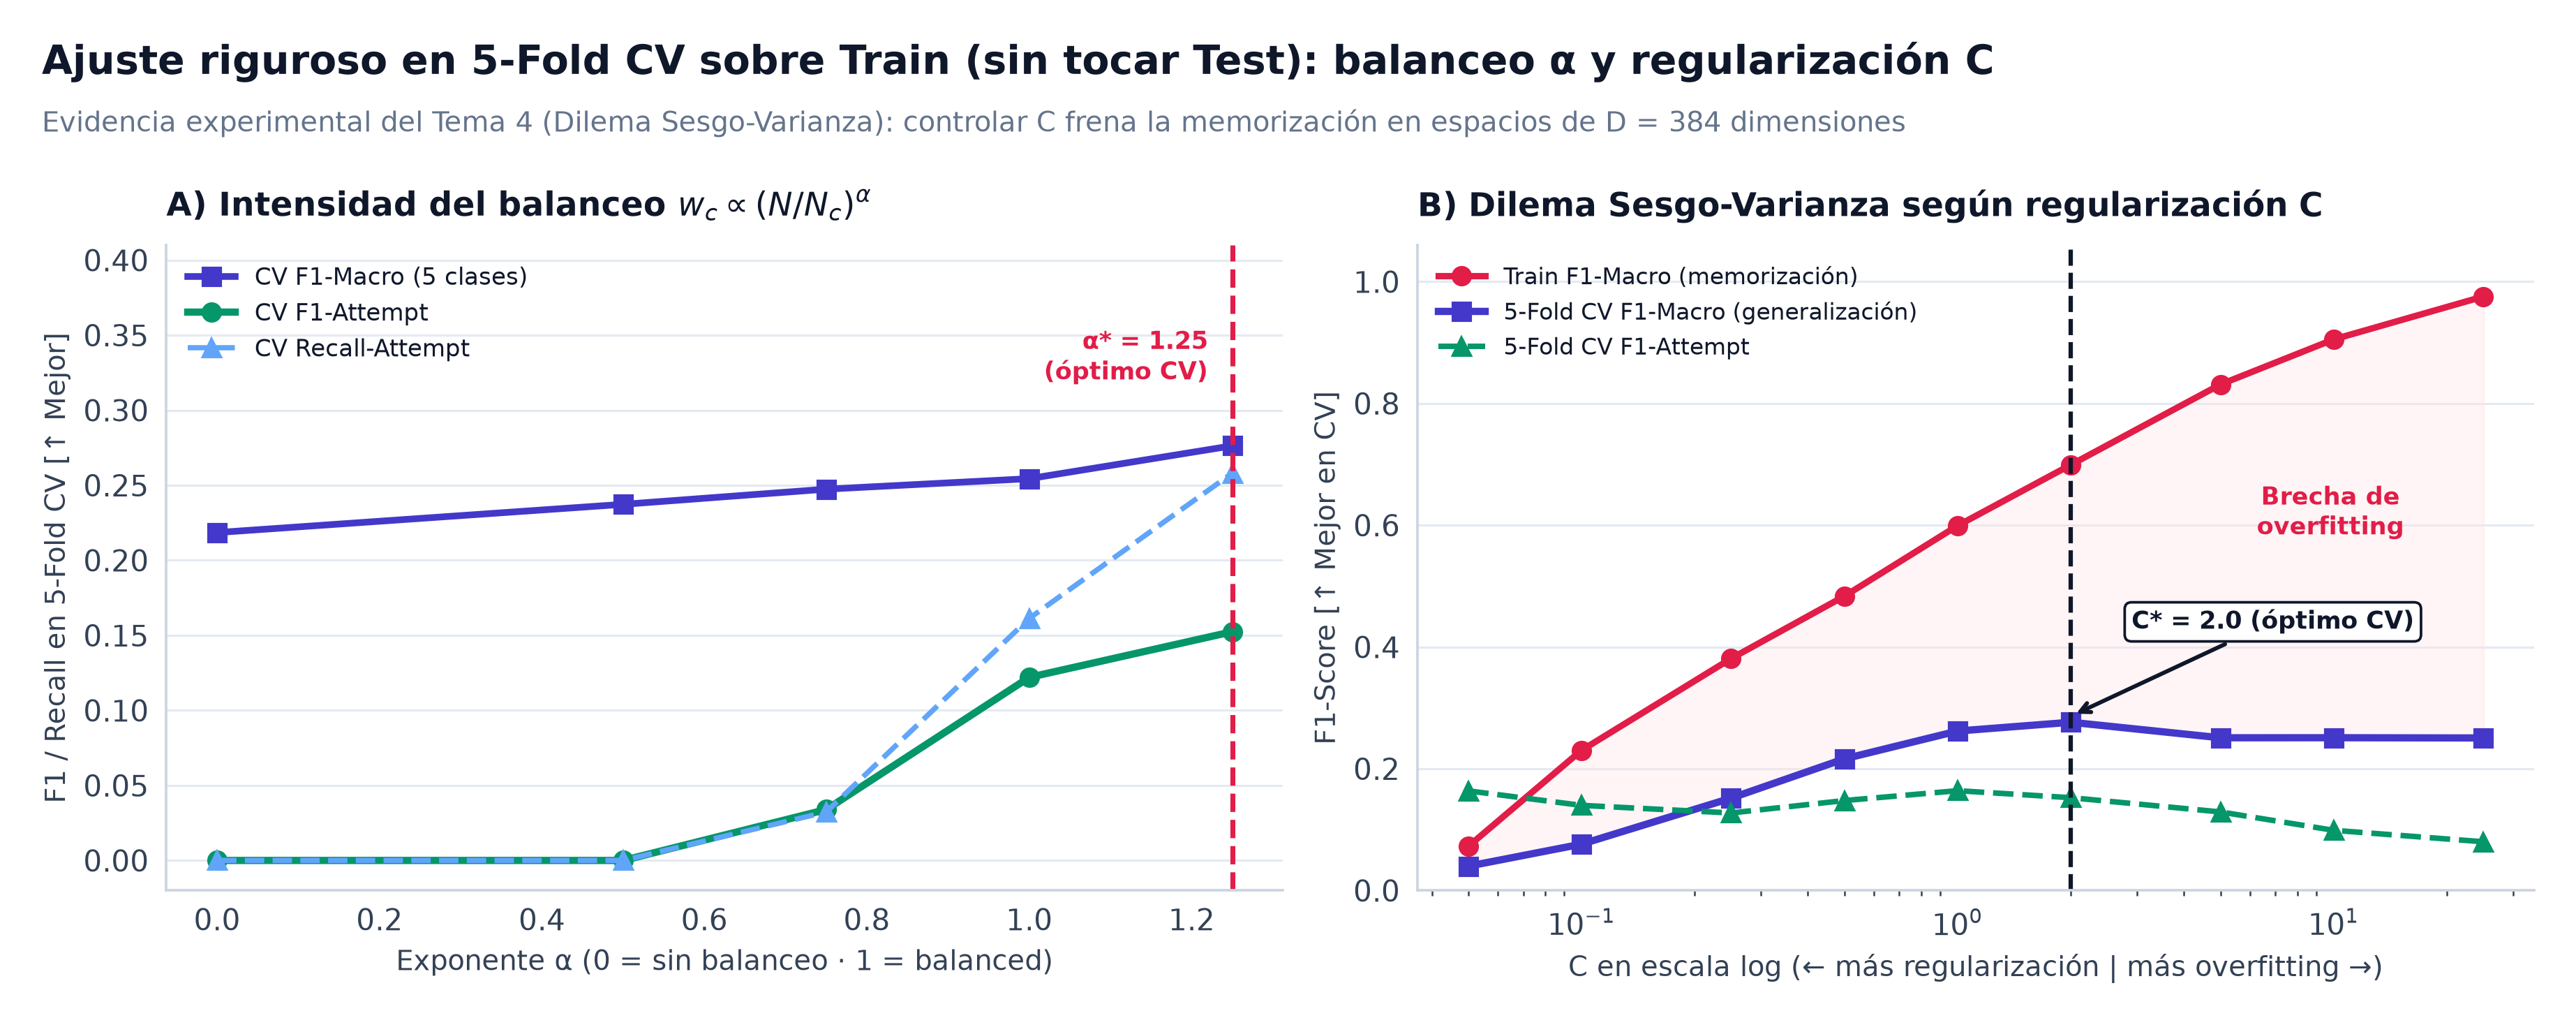 Ajuste riguroso en 5-Fold CV sobre Train (sin tocar Test): balanceo α y regularización C
Evidencia experimental del Tema 4 (Dilema Sesgo-Varianza): controlar C frena la memorización en espacios de D = 384 dimensiones
A) Intensidad del balanceo w_c ∝ (N/N_c)^α
CV F1-Macro (5 clases)
CV F1-Attempt
CV Recall-Attempt
α* = 1.25
(óptimo CV)
F1 / Recall en 5-Fold CV [↑ Mejor]
0.40
0.35
0.30
0.25
0.20
0.15
0.10
0.05
0.00
0.0 0.2 0.4 0.6 0.8 1.0 1.2
Exponente α (0 = sin balanceo · 1 = balanced)
B) Dilema Sesgo-Varianza según regularización C
Train F1-Macro (memorización)
5-Fold CV F1-Macro (generalización)
5-Fold CV F1-Attempt
Brecha de
overfitting
C* = 2.0 (óptimo CV)
F1-Score [↑ Mejor en CV]
1.0
0.8
0.6
0.4
0.2
0.0
10⁻¹ 10⁰ 10¹
C en escala log (← más regularización | más overfitting →)